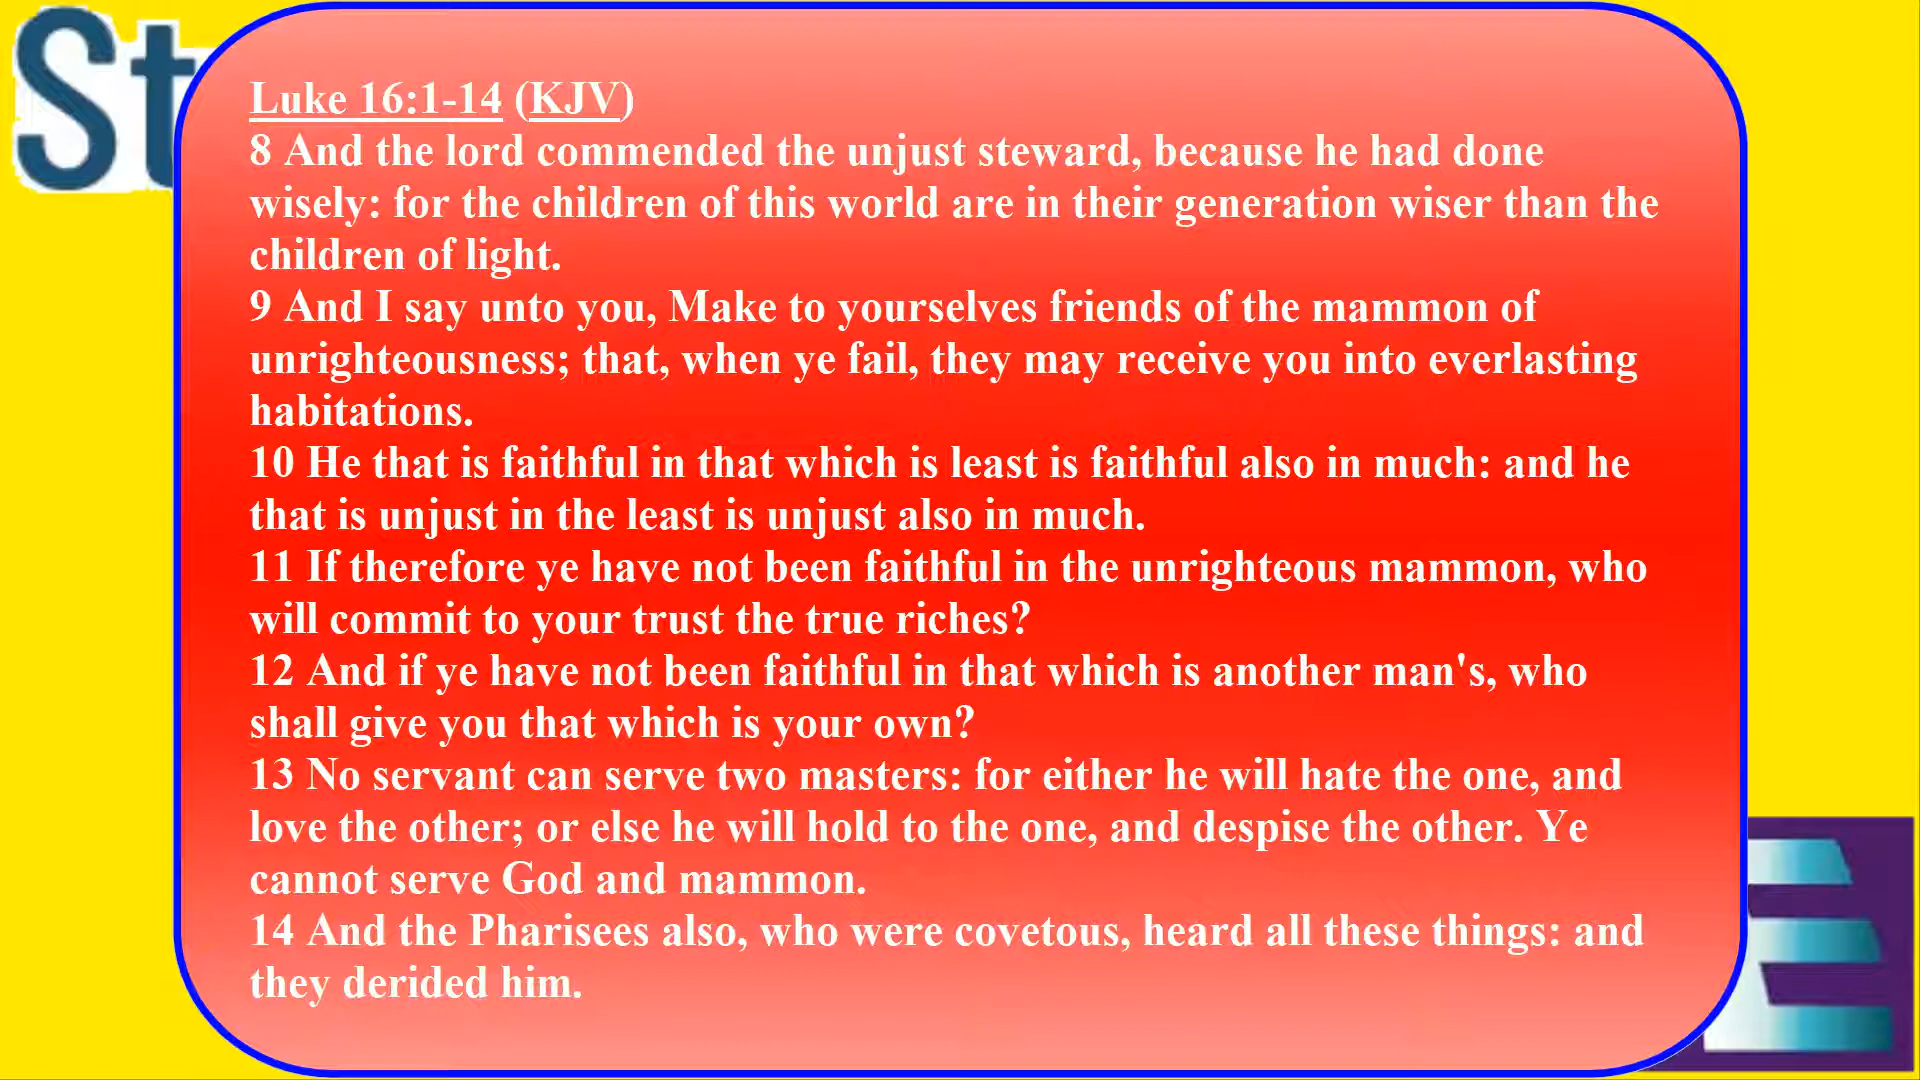 St
Luke 16:1-14 (KJV)
8 And the lord commended the unjust steward, because he had done
wisely: for the children of this world are in their generation wiser than the
children of light.
9 And I say unto you, Make to yourselves friends of the mammon of
unrighteousness; that, when ye fail, they may receive you into everlasting
habitations.
10 He that is faithful in that which is least is faithful also in much: and he
that is unjust in the least is unjust also in much.
11 If therefore ye have not been faithful in the unrighteous mammon, who
will commit to your trust the true riches?
12 And if ye have not been faithful in that which is another man's, who
shall give you that which is your own?
13 No servant can serve two masters: for either he will hate the one, and
love the other; or else he will hold to the one, and despise the other. Ye
cannot serve God and mammon.
14 And the Pharisees also, who were covetous, heard all these things: and
they derided him.